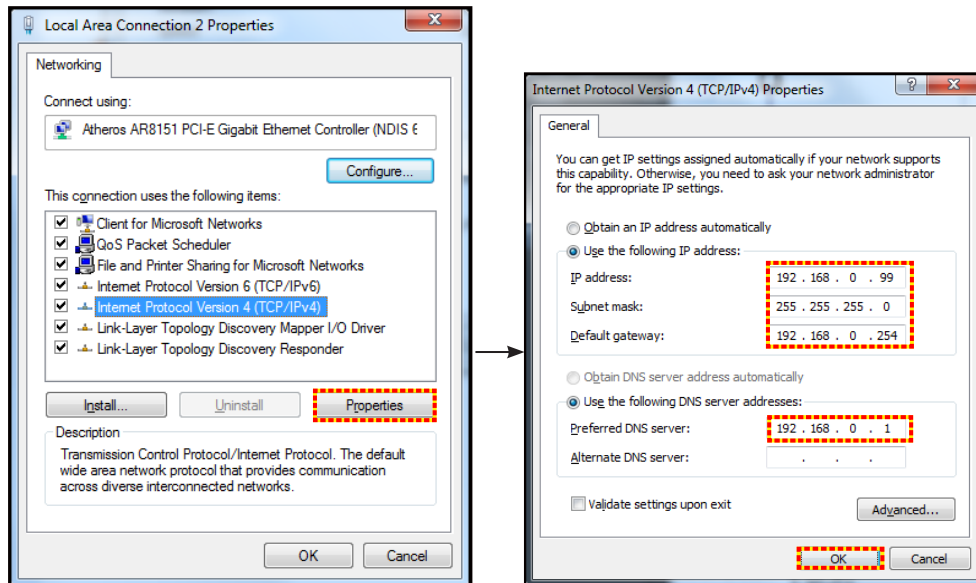 Local Area Connection 2 Properties
Networking
Connect using:
Atheros AR8151 PCI-E Gigabit Ethernet Controller (NDIS 6
Configure...
This connection uses the following items:
Client for Microsoft Networks
QoS Packet Scheduler
File and Printer Sharing for Microsoft Networks
Internet Protocol Version 6 (TCP/IPv6)
Internet Protocol Version 4 (TCP/IPv4)
Link-Layer Topology Discovery Mapper I/O Driver
Link-Layer Topology Discovery Responder
Install...
Uninstall
Properties
Description
Transmission Control Protocol/Internet Protocol. The default
wide area network protocol that provides communication
across diverse interconnected networks.
OK
Cancel
Internet Protocol Version 4 (TCP/IPv4) Properties
General
You can get IP settings assigned automatically if your network supports
this capability. Otherwise, you need to ask your network administrator
for the appropriate IP settings.
Obtain an IP address automatically
Use the following IP address:
IP address: 192 . 168 . 0 . 99
Subnet mask: 255 . 255 . 255 . 0
Default gateway: 192 . 168 . 0 . 254
Obtain DNS server address automatically
Use the following DNS server addresses:
Preferred DNS server: 192 . 168 . 0 . 1
Alternate DNS server: . . .
Validate settings upon exit
Advanced...
OK
Cancel